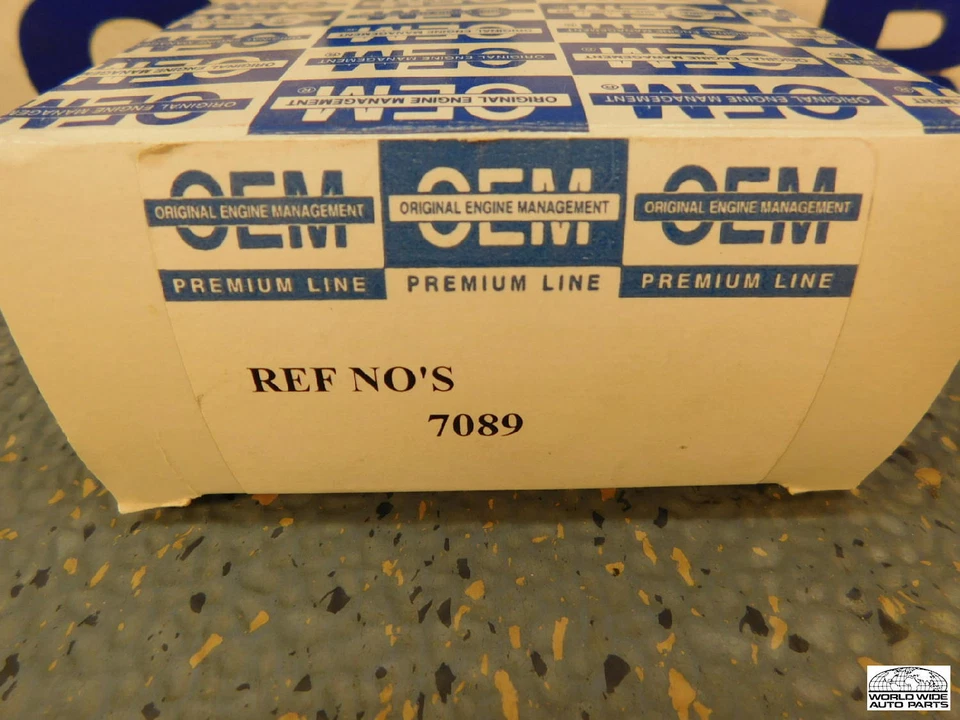 OEM OEM OEM
ORIGINAL ENGINE MANAGEMENT ORIGINAL ENGINE MANAGEMENT ORIGINAL ENGINE MANAGEMENT
PREMIUM LINE PREMIUM LINE PREMIUM LINE
REF NO'S
7089
WORLD WIDE
AUTO PARTS